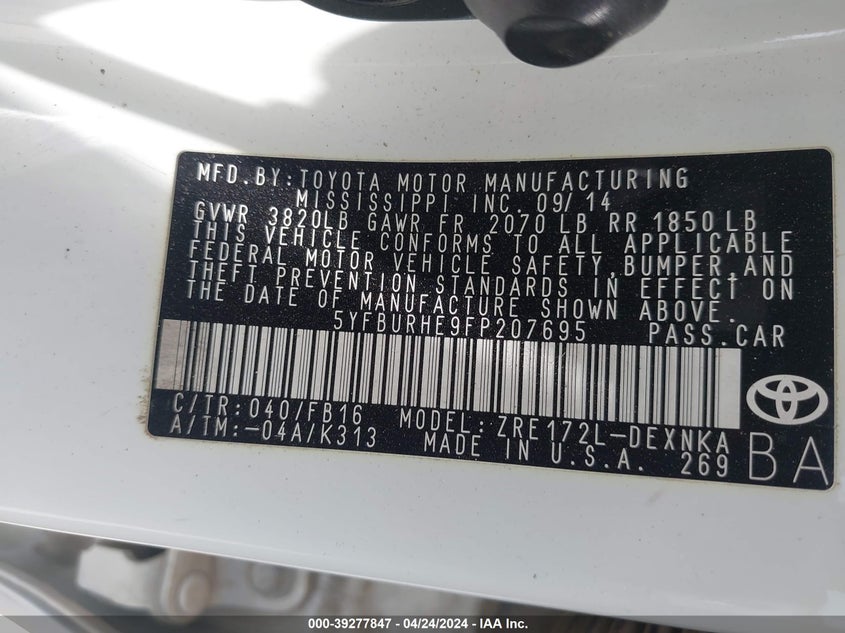 MFD.BY:TOYOTA MOTOR MANUFACTURING
MISSISSIPPI INC. 09/14
GVWR 3820LB GAWR FR 2070 LB RR 1850 LB
THIS VEHICLE CONFORMS TO ALL APPLICABLE
FEDERAL MOTOR VEHICLE SAFETY,BUMPER,AND
THEFT PREVENTION STANDARDS IN EFFECT ON
THE DATE OF MANUFACTURE SHOWN ABOVE.
5YFBURHE9FP207695 PASS.CAR
C/TR:040/FB16 MODEL:ZRE172L-DEXNKA
A/TM:-04A/K313 MADE IN U.S.A. 269
BA
000-39277847 / 04/24/2024 / IAA, Inc.